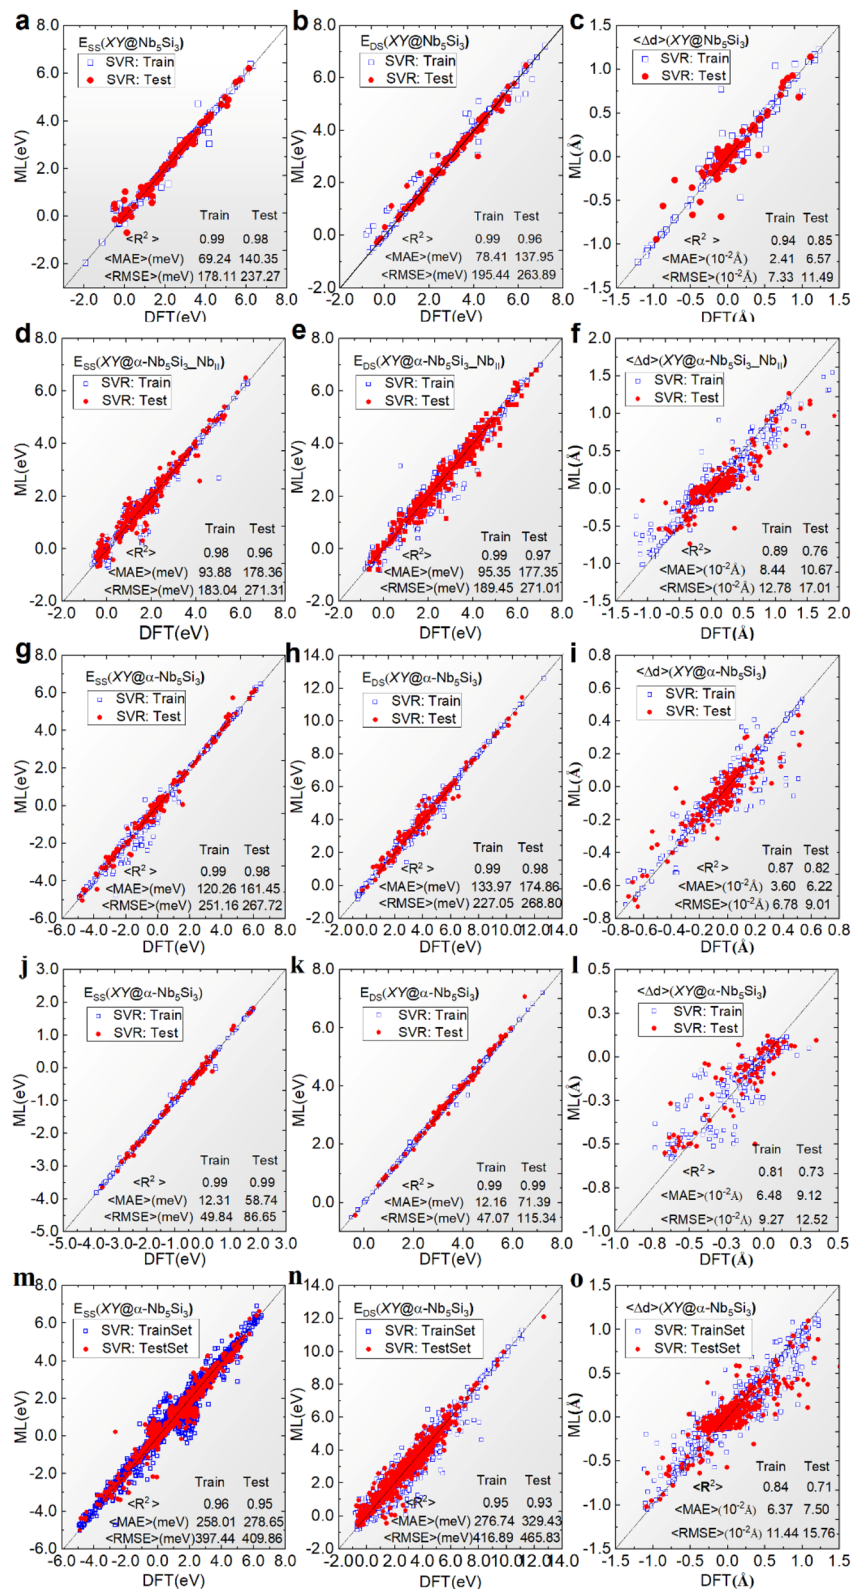 a
E_SS(XY@Nb5Si3)
SVR: Train
SVR: Test
ML(eV)
8.0
6.0
4.0
2.0
0.0
-2.0
Train Test
<R²> 0.99 0.98
<MAE>(meV) 69.24 140.35
<RMSE>(meV) 178.11 237.27
-2.0 0.0 2.0 4.0 6.0 8.0
DFT(eV)
b
E_DS(XY@Nb5Si3)
SVR: Train
SVR: Test
ML(eV)
8.0
6.0
4.0
2.0
0.0
-2.0
Train Test
<R²> 0.99 0.96
<MAE>(meV) 78.41 137.95
<RMSE>(meV) 195.44 263.89
-2.0 0.0 2.0 4.0 6.0 8.0
DFT(eV)
c
<Δd>(XY@Nb5Si3)
SVR: Train
SVR: Test
ML(Å)
1.5
1.0
0.5
0.0
-0.5
-1.0
-1.5
Train Test
<R²> 0.94 0.85
<MAE>(10⁻²Å) 2.41 6.57
<RMSE>(10⁻²Å) 7.33 11.49
-1.5 -1.0 -0.5 0.0 0.5 1.0 1.5
DFT(Å)
d
E_SS(XY@α-Nb5Si3_Nb_II)
SVR: Train
SVR: Test
ML(eV)
8.0
6.0
4.0
2.0
0.0
-2.0
Train Test
<R²> 0.98 0.96
<MAE>(meV) 93.88 178.36
<RMSE>(meV) 183.04 271.31
-2.0 0.0 2.0 4.0 6.0 8.0
DFT(eV)
e
E_DS(XY@α-Nb5Si3_Nb_II)
SVR: Train
SVR: Test
ML(eV)
8.0
6.0
4.0
2.0
0.0
-2.0
Train Test
<R²> 0.99 0.97
<MAE>(meV) 95.35 177.35
<RMSE>(meV) 189.45 271.01
-2.0 0.0 2.0 4.0 6.0 8.0
DFT(eV)
f
<Δd>(XY@α-Nb5Si3_Nb_II)
SVR: Train
SVR: Test
ML(Å)
2.0
1.5
1.0
0.5
0.0
-0.5
-1.0
-1.5
Train Test
<R²> 0.89 0.76
<MAE>(10⁻²Å) 8.44 10.67
<RMSE>(10⁻²Å) 12.78 17.01
-1.5 -1.0 -0.5 0.0 0.5 1.0 1.5 2.0
DFT(Å)
g
E_SS(XY@α-Nb5Si3)
SVR: Train
SVR: Test
ML(eV)
8.0
6.0
4.0
2.0
0.0
-2.0
-4.0
-6.0
Train Test
<R²> 0.99 0.98
<MAE>(meV) 120.26 161.45
<RMSE>(meV) 251.16 267.72
-6.0 -4.0 -2.0 0.0 2.0 4.0 6.0 8.0
DFT(eV)
h
E_DS(XY@α-Nb5Si3)
SVR: Train
SVR: Test
ML(eV)
14.0
12.0
10.0
8.0
6.0
4.0
2.0
0.0
-2.0
Train Test
<R²> 0.99 0.98
<MAE>(meV) 133.97 174.86
<RMSE>(meV) 227.05 268.80
-2.0 0.0 2.0 4.0 6.0 8.0 10.0 12.0 14.0
DFT(eV)
i
<Δd>(XY@α-Nb5Si3)
SVR: Train
SVR: Test
ML(Å)
0.8
0.6
0.4
0.2
0.0
-0.2
-0.4
-0.6
-0.8
Train Test
<R²> 0.87 0.82
<MAE>(10⁻²Å) 3.60 6.22
<RMSE>(10⁻²Å) 6.78 9.01
-0.8 -0.6 -0.4 -0.2 0.0 0.2 0.4 0.6 0.8
DFT(Å)
j
E_SS(XY@α-Nb5Si3)
SVR: Train
SVR: Test
ML(eV)
3.0
2.0
1.0
0.0
-1.0
-2.0
-3.0
-4.0
-5.0
Train Test
<R²> 0.99 0.99
<MAE>(meV) 12.31 58.74
<RMSE>(meV) 49.84 86.65
-5.0 -4.0 -3.0 -2.0 -1.0 0.0 1.0 2.0 3.0
DFT(eV)
k
E_DS(XY@α-Nb5Si3)
SVR: Train
SVR: Test
ML(eV)
8.0
6.0
4.0
2.0
0.0
Train Test
<R²> 0.99 0.99
<MAE>(meV) 12.16 71.39
<RMSE>(meV) 47.07 115.34
0.0 2.0 4.0 6.0 8.0
DFT(eV)
l
<Δd>(XY@α-Nb5Si3)
SVR: Train
SVR: Test
ML(Å)
0.5
0.3
0.0
-0.3
-0.5
-0.8
-1.0
Train Test
<R²> 0.81 0.73
<MAE>(10⁻²Å) 6.48 9.12
<RMSE>(10⁻²Å) 9.27 12.52
-1.0 -0.8 -0.5 -0.3 0.0 0.3 0.5
DFT(Å)
m
E_SS(XY@α-Nb5Si3)
SVR: TrainSet
SVR: TestSet
ML(eV)
8.0
6.0
4.0
2.0
0.0
-2.0
-4.0
-6.0
Train Test
<R²> 0.96 0.95
<MAE>(meV) 258.01 278.65
<RMSE>(meV) 397.44 409.86
-6.0 -4.0 -2.0 0.0 2.0 4.0 6.0 8.0
DFT(eV)
n
E_DS(XY@α-Nb5Si3)
SVR: TrainSet
SVR: TestSet
ML(eV)
14.0
12.0
10.0
8.0
6.0
4.0
2.0
0.0
-2.0
Train Test
<R²> 0.95 0.93
<MAE>(meV) 276.74 329.43
<RMSE>(meV) 416.89 465.83
-2.0 0.0 2.0 4.0 6.0 8.0 10.0 12.0 14.0
DFT(eV)
o
<Δd>(XY@α-Nb5Si3)
SVR: TrainSet
SVR: TestSet
ML(Å)
1.5
1.0
0.5
0.0
-0.5
-1.0
-1.5
Train Test
<R²> 0.84 0.71
<MAE>(10⁻²Å) 6.37 7.50
<RMSE>(10⁻²Å) 11.44 15.76
-1.5 -1.0 -0.5 0.0 0.5 1.0 1.5
DFT(Å)